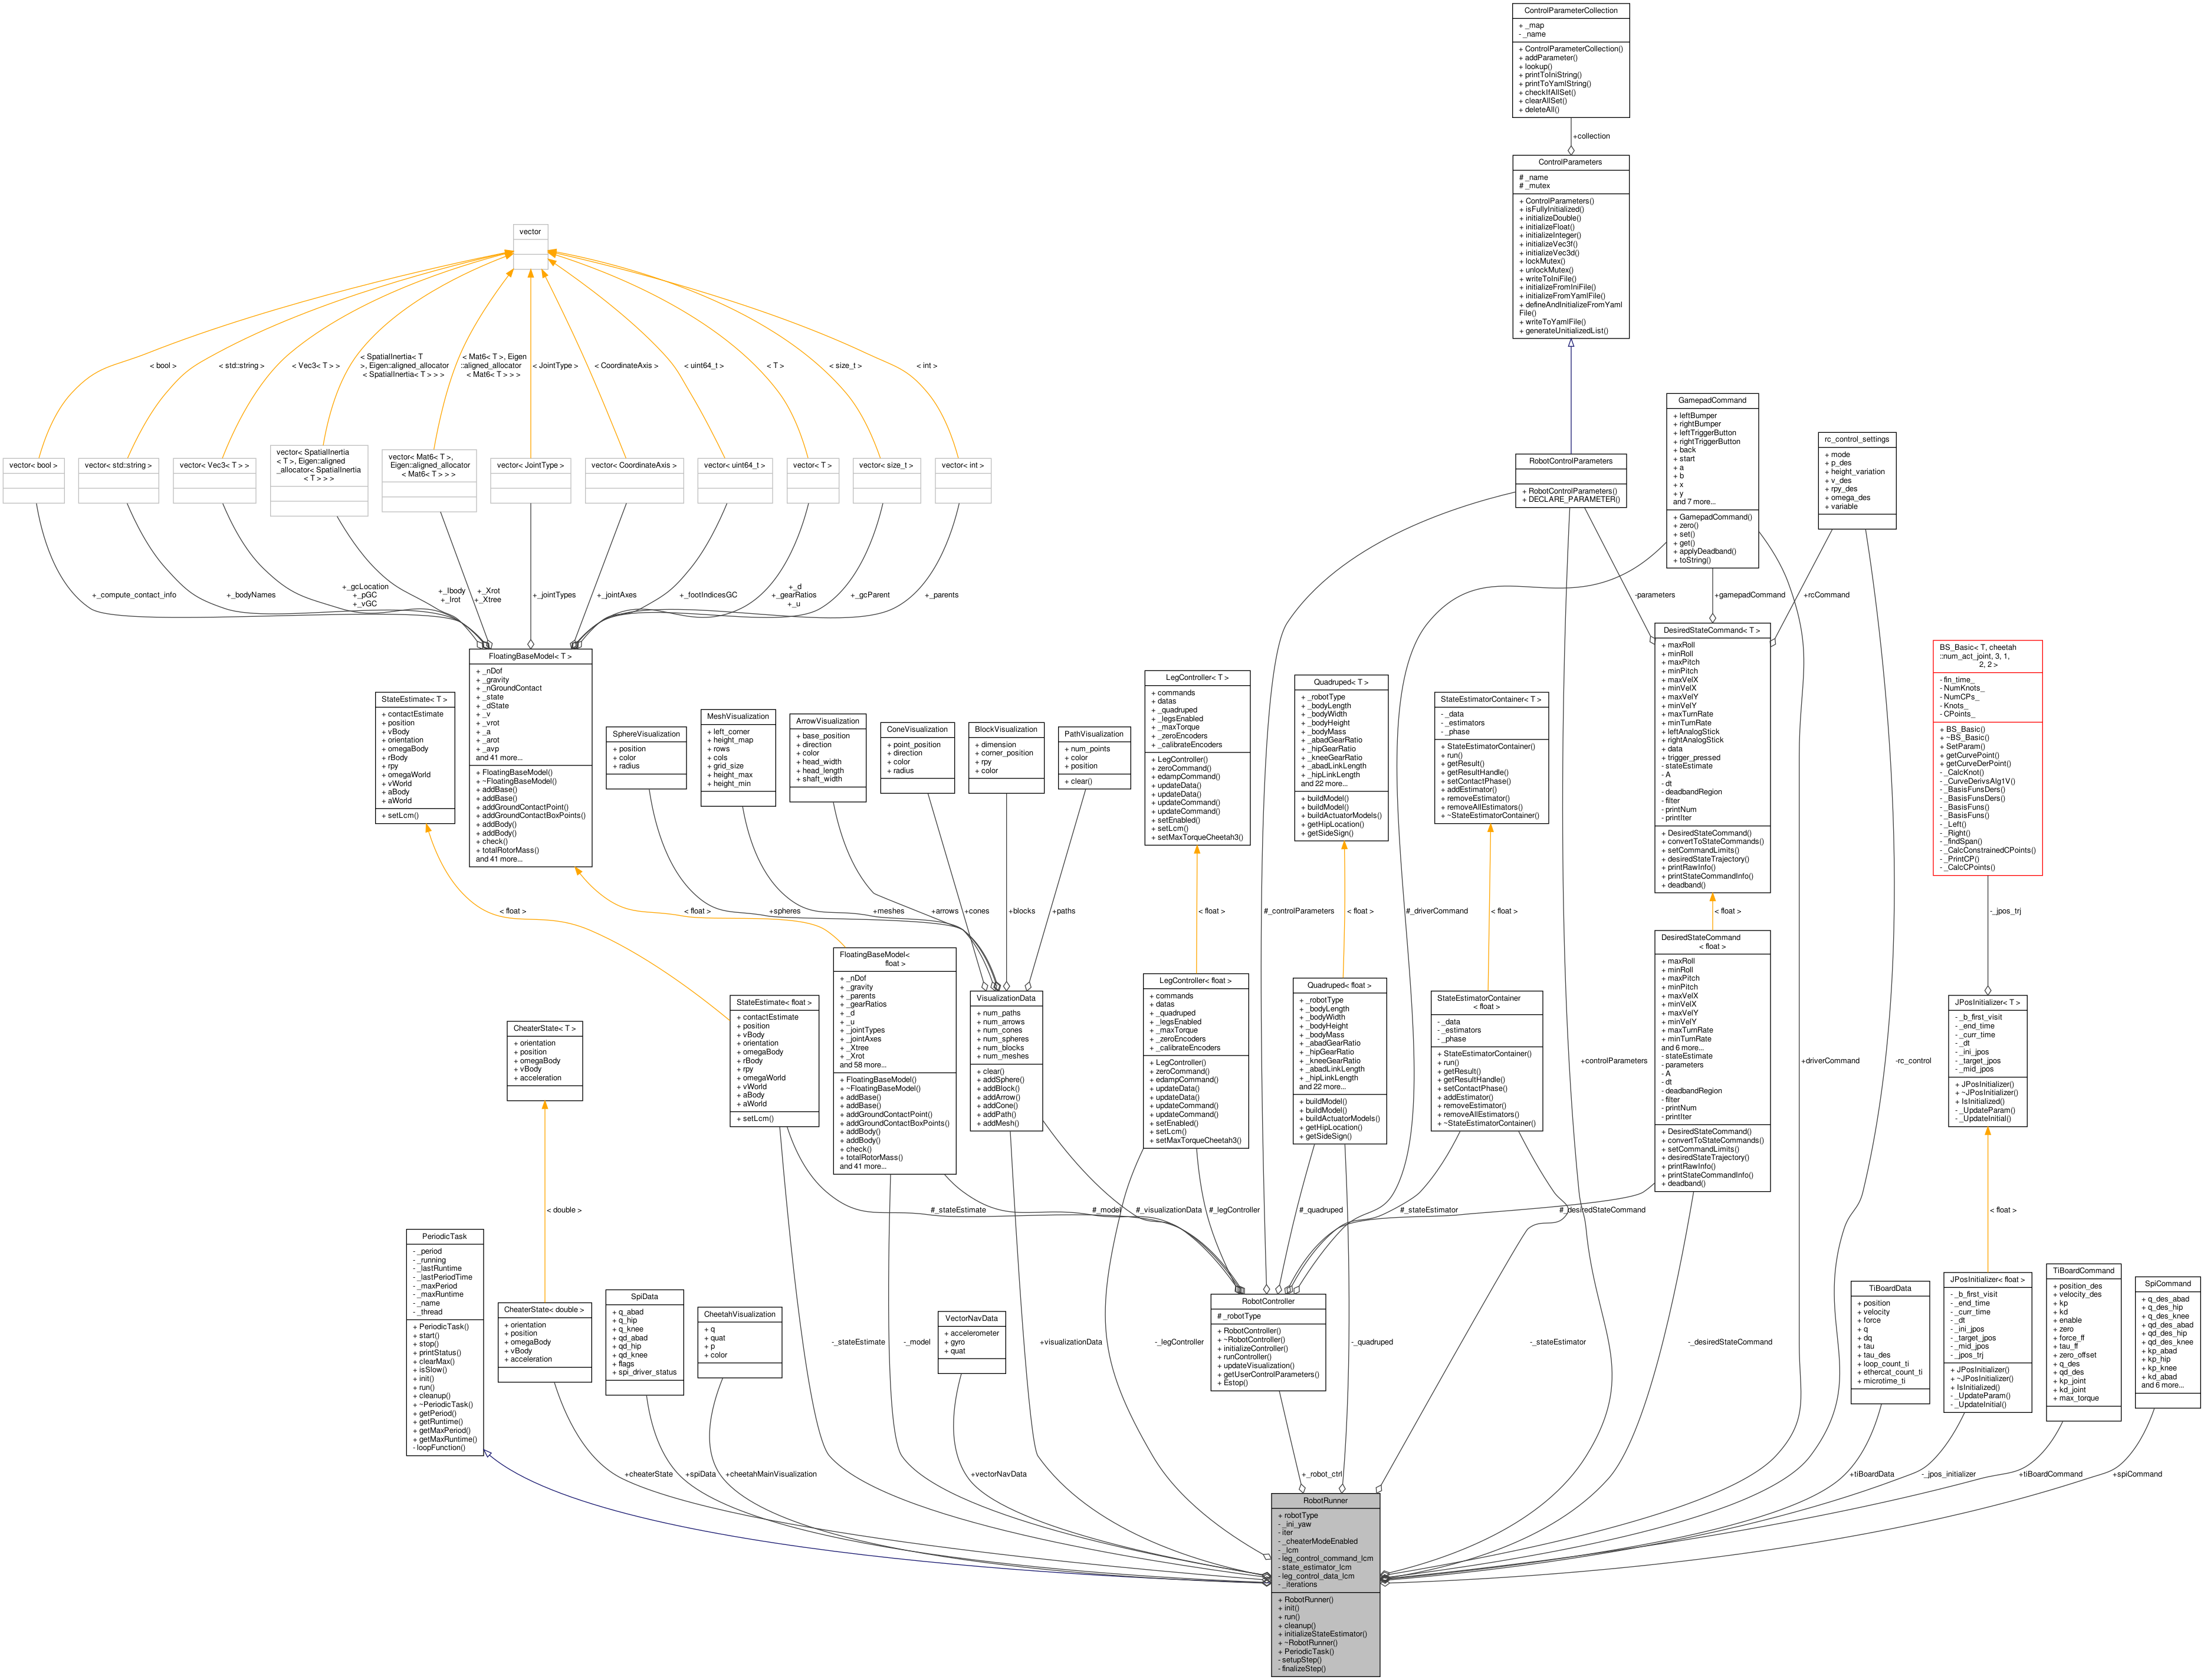 ControlParameterCollection
+ _map
- _name
+ ControlParameterCollection()
+ addParameter()
+ lookup()
+ printToIniString()
+ printToYamlString()
+ checkIfAllSet()
+ clearAllSet()
+ deleteAll()
+collection
ControlParameters
# _name
# _mutex
+ ControlParameters()
+ isFullyInitialized()
+ initializeDouble()
+ initializeFloat()
+ initializeInteger()
+ initializeVec3f()
+ initializeVec3d()
+ lockMutex()
+ unlockMutex()
+ writeToIniFile()
+ initializeFromIniFile()
+ initializeFromYamlFile()
+ defineAndInitializeFromYaml
File()
+ writeToYamlFile()
+ generateUnitializedList()
vector
< bool >
< std::string >
< Vec3< T > >
< SpatialInertia< T
>, Eigen::aligned_allocator
< SpatialInertia< T > > >
< Mat6< T >, Eigen
::aligned_allocator
< Mat6< T > > >
< JointType >
< CoordinateAxis >
< uint64_t >
< T >
< size_t >
< int >
vector< bool >
vector< std::string >
vector< Vec3< T > >
vector< SpatialInertia
< T >, Eigen::aligned
_allocator< SpatialInertia
< T > > >
vector< Mat6< T >,
Eigen::aligned_allocator
< Mat6< T > > >
vector< JointType >
vector< CoordinateAxis >
vector< uint64_t >
vector< T >
vector< size_t >
vector< int >
+_compute_contact_info
+_bodyNames
+_gcLocation
+_pGC
+_vGC
+_Ibody
+_Irot
+_Xrot
+_Xtree
+_jointTypes
+_jointAxes
+_footIndicesGC
+_d
+_gearRatios
+_u
+_gcParent
+_parents
RobotControlParameters
+ RobotControlParameters()
+ DECLARE_PARAMETER()
GamepadCommand
+ leftBumper
+ rightBumper
+ leftTriggerButton
+ rightTriggerButton
+ back
+ start
+ a
+ b
+ x
+ y
and 7 more...
+ GamepadCommand()
+ zero()
+ set()
+ get()
+ applyDeadband()
+ toString()
rc_control_settings
+ mode
+ p_des
+ height_variation
+ v_des
+ rpy_des
+ omega_des
+ variable
-parameters
+gamepadCommand
+rcCommand
StateEstimate< T >
+ contactEstimate
+ position
+ vBody
+ orientation
+ omegaBody
+ rBody
+ rpy
+ omegaWorld
+ vWorld
+ aBody
+ aWorld
+ setLcm()
FloatingBaseModel< T >
+ _nDof
+ _gravity
+ _nGroundContact
+ _state
+ _dState
+ _v
+ _vrot
+ _a
+ _arot
+ _avp
and 41 more...
+ FloatingBaseModel()
+ ~FloatingBaseModel()
+ addBase()
+ addBase()
+ addGroundContactPoint()
+ addGroundContactBoxPoints()
+ addBody()
+ addBody()
+ check()
+ totalRotorMass()
and 41 more...
SphereVisualization
+ position
+ color
+ radius
MeshVisualization
+ left_corner
+ height_map
+ rows
+ cols
+ grid_size
+ height_max
+ height_min
ArrowVisualization
+ base_position
+ direction
+ color
+ head_width
+ head_length
+ shaft_width
ConeVisualization
+ point_position
+ direction
+ color
+ radius
BlockVisualization
+ dimension
+ corner_position
+ rpy
+ color
PathVisualization
+ num_points
+ color
+ position
+ clear()
LegController< T >
+ commands
+ datas
+ _quadruped
+ _legsEnabled
+ _maxTorque
+ _zeroEncoders
+ _calibrateEncoders
+ LegController()
+ zeroCommand()
+ edampCommand()
+ updateData()
+ updateData()
+ updateCommand()
+ updateCommand()
+ setEnabled()
+ setLcm()
+ setMaxTorqueCheetah3()
Quadruped< T >
+ _robotType
+ _bodyLength
+ _bodyWidth
+ _bodyHeight
+ _bodyMass
+ _abadGearRatio
+ _hipGearRatio
+ _kneeGearRatio
+ _abadLinkLength
+ _hipLinkLength
and 22 more...
+ buildModel()
+ buildModel()
+ buildActuatorModels()
+ getHipLocation()
+ getSideSign()
StateEstimatorContainer< T >
- _data
- _estimators
- _phase
+ StateEstimatorContainer()
+ run()
+ getResult()
+ getResultHandle()
+ setContactPhase()
+ addEstimator()
+ removeEstimator()
+ removeAllEstimators()
+ ~StateEstimatorContainer()
DesiredStateCommand< T >
+ maxRoll
+ minRoll
+ maxPitch
+ minPitch
+ maxVelX
+ minVelX
+ maxVelY
+ minVelY
+ maxTurnRate
+ minTurnRate
+ leftAnalogStick
+ rightAnalogStick
+ data
+ trigger_pressed
- stateEstimate
- A
- dt
- deadbandRegion
- filter
- printNum
- printIter
+ DesiredStateCommand()
+ convertToStateCommands()
+ setCommandLimits()
+ desiredStateTrajectory()
+ printRawInfo()
+ printStateCommandInfo()
+ deadband()
BS_Basic< T, cheetah
::num_act_joint, 3, 1,
2, 2 >
- fin_time_
- NumKnots_
- NumCPs_
- Knots_
- CPoints_
+ BS_Basic()
+ ~BS_Basic()
+ SetParam()
+ getCurvePoint()
+ getCurveDerPoint()
- _CalcKnot()
- _CurveDerivsAlg1V()
- _BasisFunsDers()
- _BasisFunsDers()
- _BasisFuns()
- _BasisFuns()
- _Left()
- _Right()
- _findSpan()
- _CalcConstrainedCPoints()
- _PrintCP()
- _CalcCPoints()
< float >
< float >
+spheres
+meshes
+arrows
+cones
+blocks
+paths
< float >
#_controlParameters
< float >
#_driverCommand
< float >
< float >
-_jpos_trj
CheaterState< T >
+ orientation
+ position
+ omegaBody
+ vBody
+ acceleration
StateEstimate< float >
+ contactEstimate
+ position
+ vBody
+ orientation
+ omegaBody
+ rBody
+ rpy
+ omegaWorld
+ vWorld
+ aBody
+ aWorld
+ setLcm()
FloatingBaseModel<
float >
+ _nDof
+ _gravity
+ _parents
+ _gearRatios
+ _d
+ _u
+ _jointTypes
+ _jointAxes
+ _Xtree
+ _Xrot
and 58 more...
+ FloatingBaseModel()
+ ~FloatingBaseModel()
+ addBase()
+ addBase()
+ addGroundContactPoint()
+ addGroundContactBoxPoints()
+ addBody()
+ addBody()
+ check()
+ totalRotorMass()
and 41 more...
VisualizationData
+ num_paths
+ num_arrows
+ num_cones
+ num_spheres
+ num_blocks
+ num_meshes
+ clear()
+ addSphere()
+ addBlock()
+ addArrow()
+ addCone()
+ addPath()
+ addMesh()
LegController< float >
+ commands
+ datas
+ _quadruped
+ _legsEnabled
+ _maxTorque
+ _zeroEncoders
+ _calibrateEncoders
+ LegController()
+ zeroCommand()
+ edampCommand()
+ updateData()
+ updateData()
+ updateCommand()
+ updateCommand()
+ setEnabled()
+ setLcm()
+ setMaxTorqueCheetah3()
Quadruped< float >
+ _robotType
+ _bodyLength
+ _bodyWidth
+ _bodyHeight
+ _bodyMass
+ _abadGearRatio
+ _hipGearRatio
+ _kneeGearRatio
+ _abadLinkLength
+ _hipLinkLength
and 22 more...
+ buildModel()
+ buildModel()
+ buildActuatorModels()
+ getHipLocation()
+ getSideSign()
StateEstimatorContainer
< float >
- _data
- _estimators
- _phase
+ StateEstimatorContainer()
+ run()
+ getResult()
+ getResultHandle()
+ setContactPhase()
+ addEstimator()
+ removeEstimator()
+ removeAllEstimators()
+ ~StateEstimatorContainer()
+controlParameters
DesiredStateCommand
< float >
+ maxRoll
+ minRoll
+ maxPitch
+ minPitch
+ maxVelX
+ minVelX
+ maxVelY
+ minVelY
+ maxTurnRate
+ minTurnRate
and 6 more...
- stateEstimate
- parameters
- A
- dt
- deadbandRegion
- filter
- printNum
- printIter
+ DesiredStateCommand()
+ convertToStateCommands()
+ setCommandLimits()
+ desiredStateTrajectory()
+ printRawInfo()
+ printStateCommandInfo()
+ deadband()
+driverCommand
-rc_control
JPosInitializer< T >
- _b_first_visit
- _end_time
- _curr_time
- _dt
- _ini_jpos
- _target_jpos
- _mid_jpos
+ JPosInitializer()
+ ~JPosInitializer()
+ IsInitialized()
- _UpdateParam()
- _UpdateInitial()
< double >
#_stateEstimate
#_model
#_visualizationData
#_legController
#_quadruped
#_stateEstimator
#_desiredStateCommand
< float >
PeriodicTask
- _period
- _running
- _lastRuntime
- _lastPeriodTime
- _maxPeriod
- _maxRuntime
- _name
- _thread
+ PeriodicTask()
+ start()
+ stop()
+ printStatus()
+ clearMax()
+ isSlow()
+ init()
+ run()
+ cleanup()
+ ~PeriodicTask()
+ getPeriod()
+ getRuntime()
+ getMaxPeriod()
+ getMaxRuntime()
- loopFunction()
CheaterState< double >
+ orientation
+ position
+ omegaBody
+ vBody
+ acceleration
SpiData
+ q_abad
+ q_hip
+ q_knee
+ qd_abad
+ qd_hip
+ qd_knee
+ flags
+ spi_driver_status
CheetahVisualization
+ q
+ quat
+ p
+ color
-_stateEstimate
-_model
VectorNavData
+ accelerometer
+ gyro
+ quat
+visualizationData
-_legController
RobotController
# _robotType
+ RobotController()
+ ~RobotController()
+ initializeController()
+ runController()
+ updateVisualization()
+ getUserControlParameters()
+ Estop()
-_quadruped
-_stateEstimator
-_desiredStateCommand
TiBoardData
+ position
+ velocity
+ force
+ q
+ dq
+ tau
+ tau_des
+ loop_count_ti
+ ethercat_count_ti
+ microtime_ti
JPosInitializer< float >
- _b_first_visit
- _end_time
- _curr_time
- _dt
- _ini_jpos
- _target_jpos
- _mid_jpos
- _jpos_trj
+ JPosInitializer()
+ ~JPosInitializer()
+ IsInitialized()
- _UpdateParam()
- _UpdateInitial()
TiBoardCommand
+ position_des
+ velocity_des
+ kp
+ kd
+ enable
+ zero
+ force_ff
+ tau_ff
+ zero_offset
+ q_des
+ qd_des
+ kp_joint
+ kd_joint
+ max_torque
SpiCommand
+ q_des_abad
+ q_des_hip
+ q_des_knee
+ qd_des_abad
+ qd_des_hip
+ qd_des_knee
+ kp_abad
+ kp_hip
+ kp_knee
+ kd_abad
and 6 more...
+cheaterState
+spiData
+cheetahMainVisualization
+vectorNavData
+_robot_ctrl
+tiBoardData
-_jpos_initializer
+tiBoardCommand
+spiCommand
RobotRunner
+ robotType
- _ini_yaw
- iter
- _cheaterModeEnabled
- _lcm
- leg_control_command_lcm
- state_estimator_lcm
- leg_control_data_lcm
- _iterations
+ RobotRunner()
+ init()
+ run()
+ cleanup()
+ initializeStateEstimator()
+ ~RobotRunner()
+ PeriodicTask()
- setupStep()
- finalizeStep()